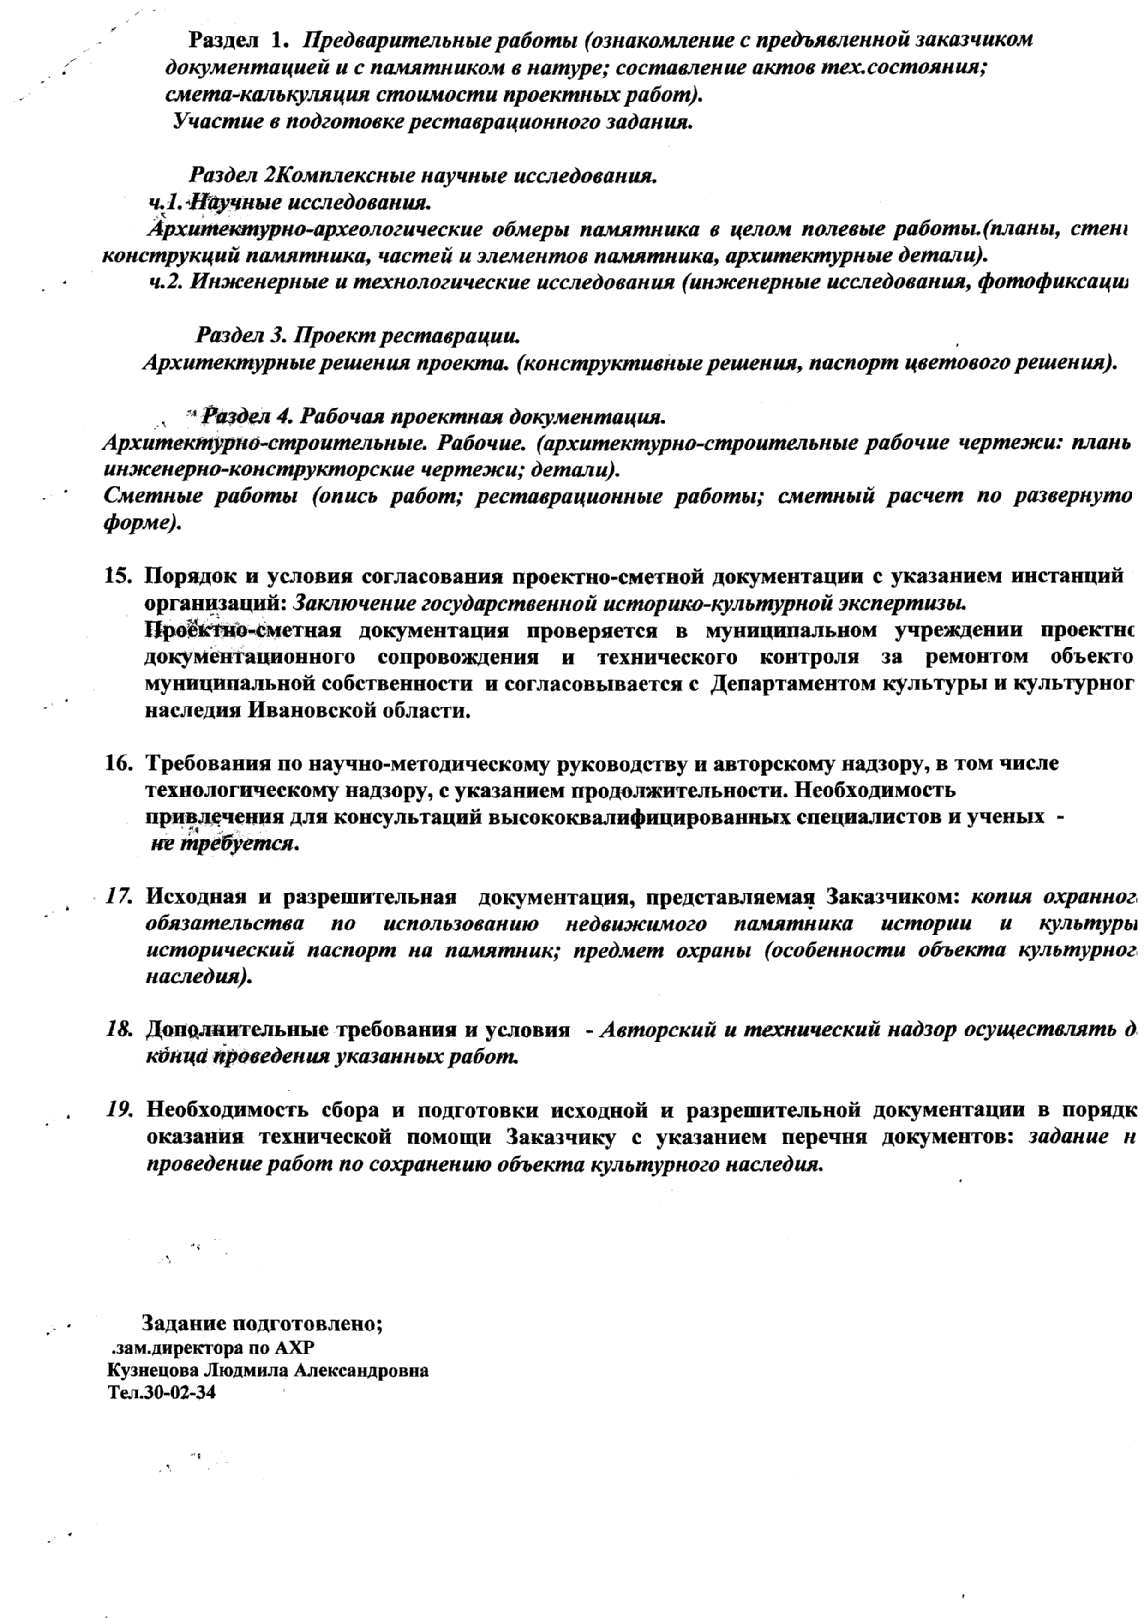 Раздел 1. Предварительные работы (ознакомление с предъявленной заказчиком
документацией и с памятником в натуре; составление актов тех.состояния;
смета-калькуляция стоимости проектных работ).
Участие в подготовке реставрационного задания.
Раздел 2Комплексные научные исследования.
ч.1. Научные исследования.
Архитектурно-археологические обмеры памятника в целом полевые работы.(планы, стен
конструкций памятника, частей и элементов памятника, архитектурные детали).
ч.2. Инженерные и технологические исследования (инженерные исследования, фотофиксации
Раздел 3. Проект реставрации.
Архитектурные решения проекта. (конструктивные решения, паспорт цветового решения).
Раздел 4. Рабочая проектная документация.
Архитектурно-строительные. Рабочие. (архитектурно-строительные рабочие чертежи: планы
инженерно-конструкторские чертежи; детали).
Сметные работы (опись работ; реставрационные работы; сметный расчет по развернуто
форме).
15. Порядок и условия согласования проектно-сметной документации с указанием инстанций
организаций: Заключение государственной историко-культурной экспертизы.
Проектно-сметная документация проверяется в муниципальном учреждении проектно
документационного сопровождения и технического контроля за ремонтом объекто
муниципальной собственности и согласовывается с Департаментом культуры и культурног
наследия Ивановской области.
16. Требования по научно-методическому руководству и авторскому надзору, в том числе
технологическому надзору, с указанием продолжительности. Необходимость
привлечения для консультаций высококвалифицированных специалистов и ученых -
не требуется.
17. Исходная и разрешительная документация, представляемая Заказчиком: копия охранног
обязательства по использованию недвижимого памятника истории и культуры
исторический паспорт на памятник; предмет охраны (особенности объекта культурног
наследия).
18. Дополнительные требования и условия - Авторский и технический надзор осуществлять д
конца проведения указанных работ.
19. Необходимость сбора и подготовки исходной и разрешительной документации в порядк
оказания технической помощи Заказчику с указанием перечня документов: задание н
проведение работ по сохранению объекта культурного наследия.
Задание подготовлено;
.зам.директора по АХР
Кузнецова Людмила Александровна
Тел.30-02-34